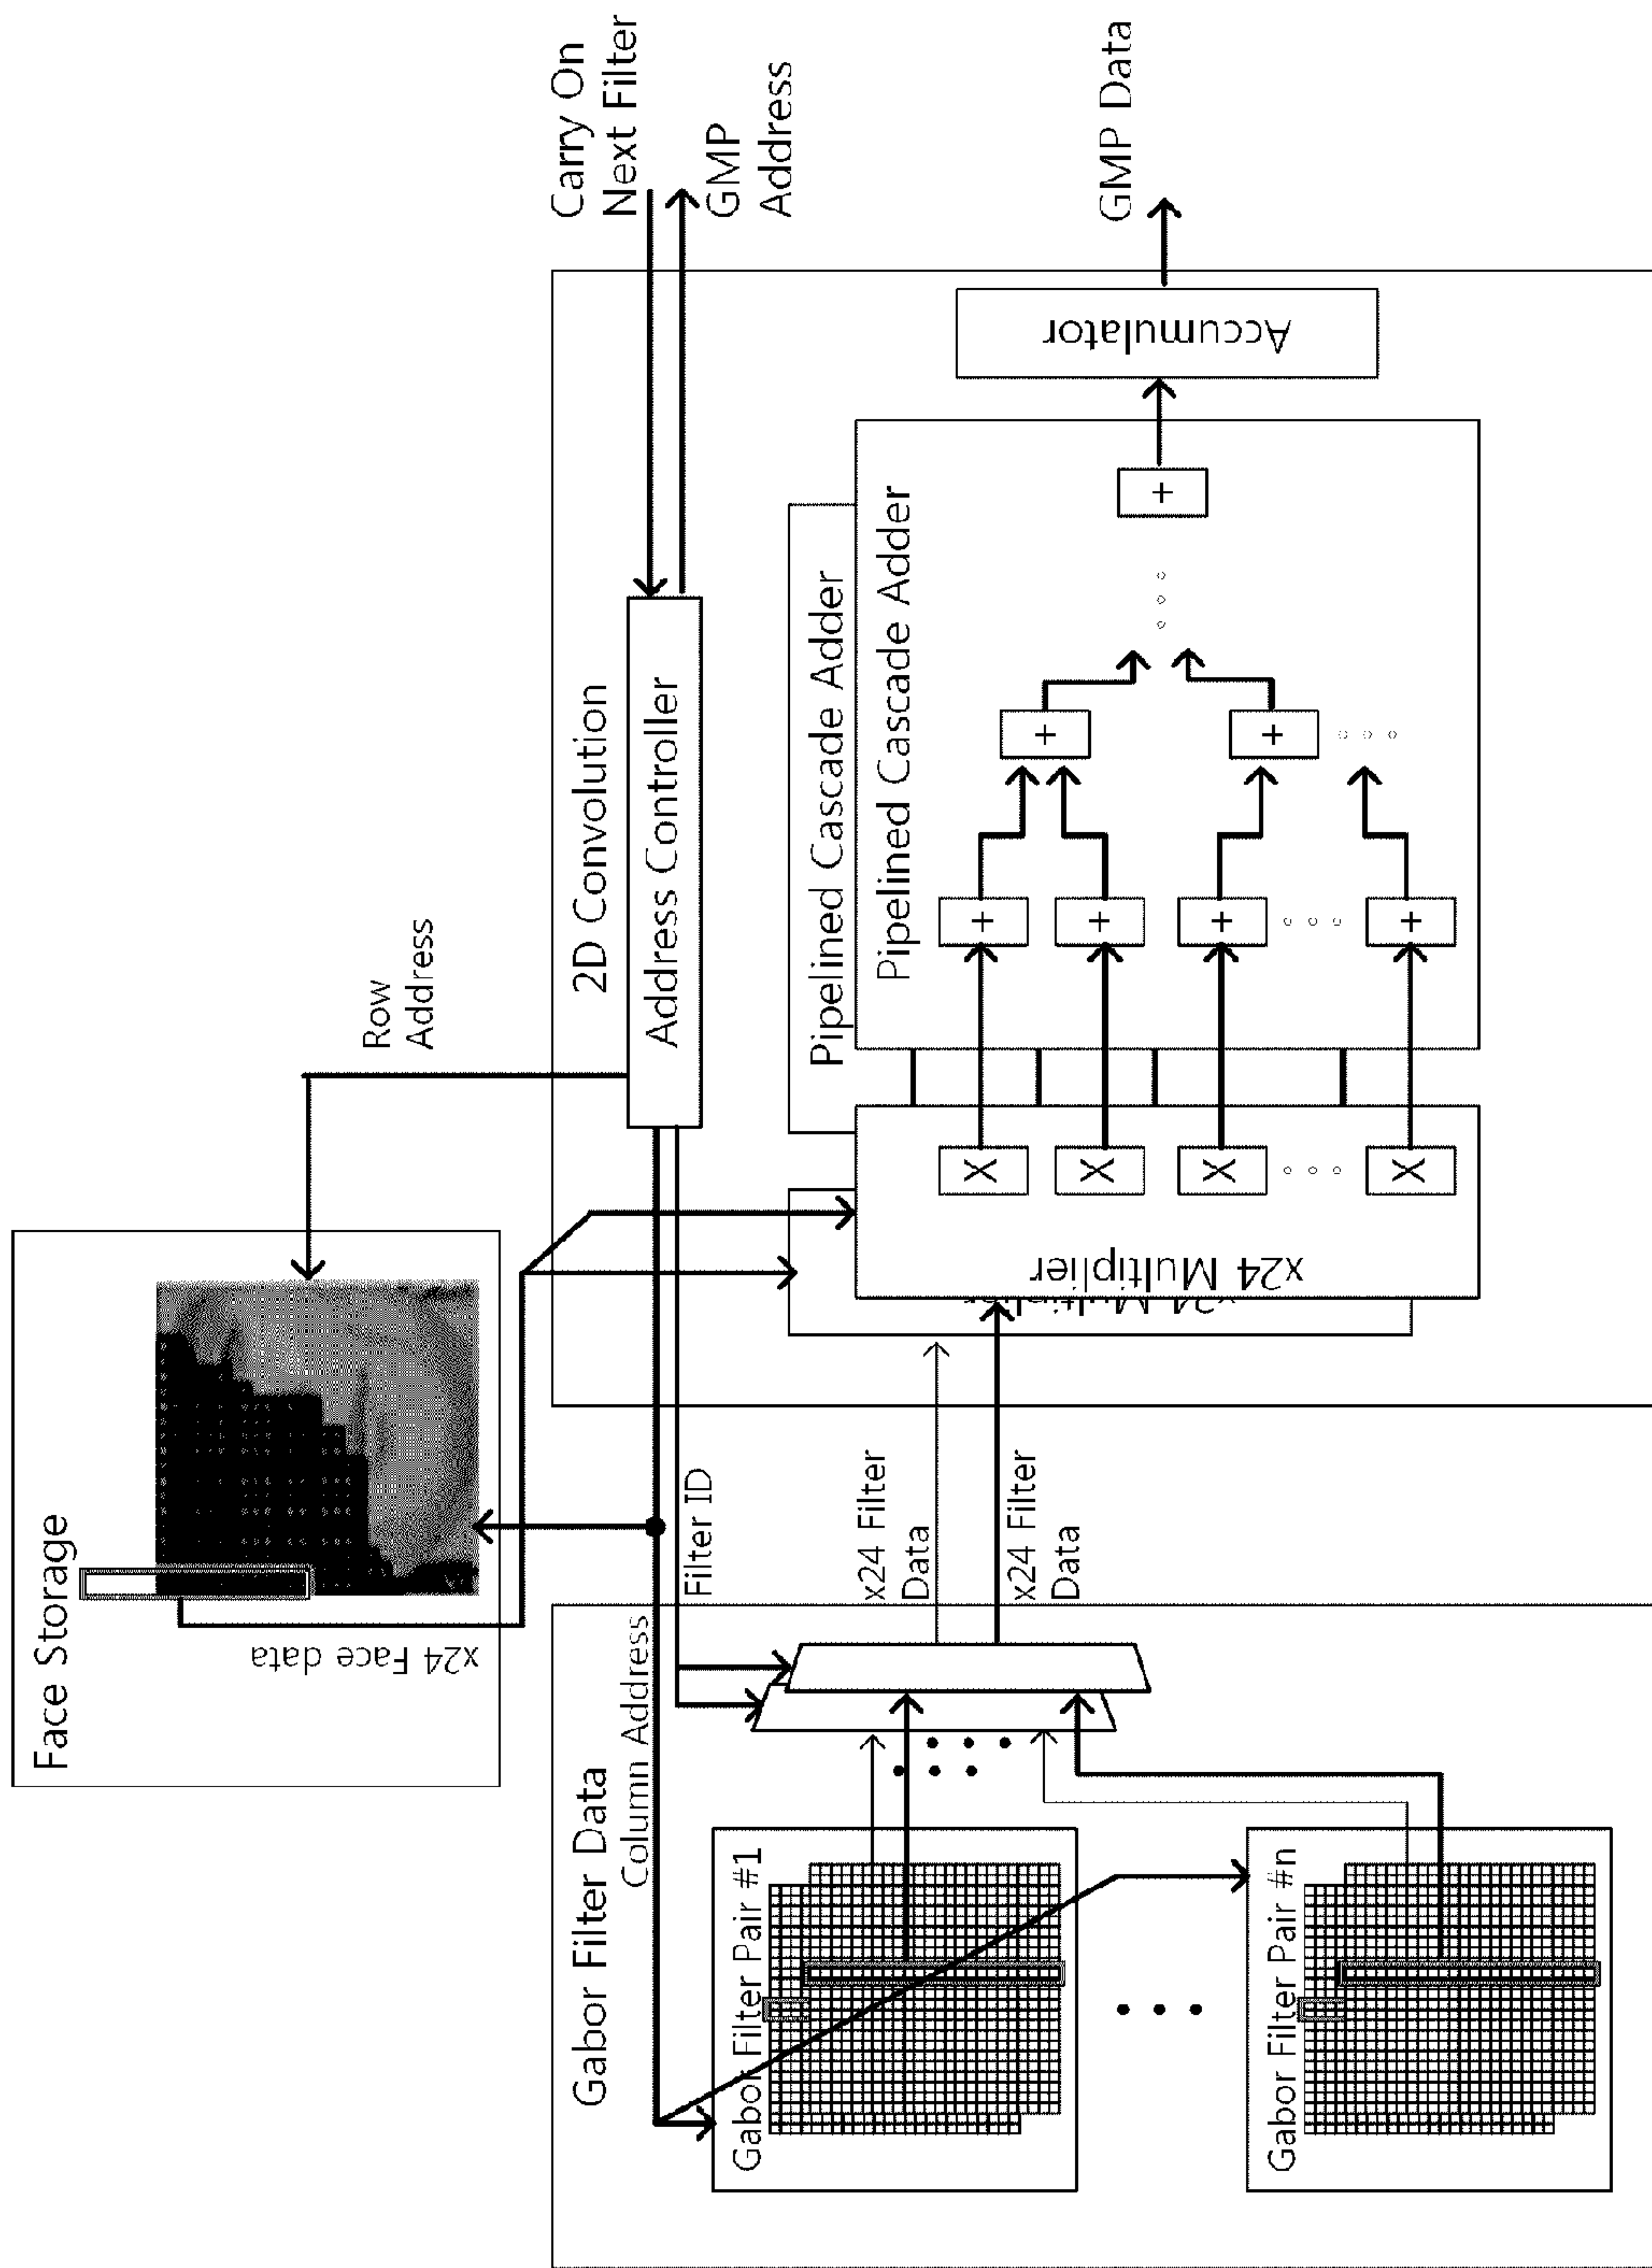 Face Storage
x24 Face data
Row
Address
Carry On
Next Filter
GMP
Address
2D Convolution
Address Controller
Gabor Filter Data
Column Address
Filter ID
Gabor Filter Pair #1
Gabor Filter Pair #n
x24 Filter
Data
x24 Filter
Data
x24 Multiplier
x24 Multiplier
X
X
X
X
Pipelined Cascade Adder
Pipelined Cascade Adder
+
+
+
+
+
+
+
Accumulator
GMP Data